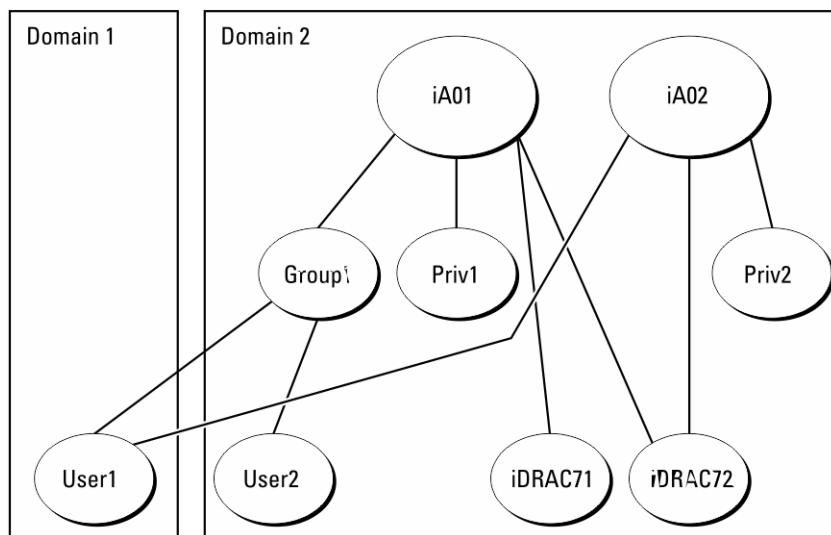 Domain 1
Domain 2
iA01
iA02
Group1
Priv1
Priv2
User1
User2
iDRAC71
iDRAC72